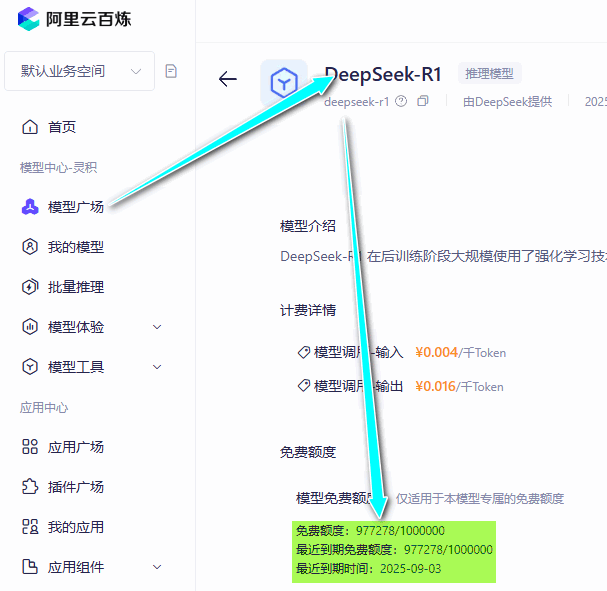 阿里云百炼
默认业务空间
首页
模型中心-灵积
模型广场
我的模型
批量推理
模型体验
模型工具
应用中心
应用广场
插件广场
我的应用
应用组件
DeepSeek-R1 推理模型
deepseek-r1 由DeepSeek提供 2025
模型介绍
DeepSeek-R1 在后训练阶段大规模使用了强化学习技
计费详情
模型调用-输入 ¥0.004/千Token
模型调用-输出 ¥0.016/千Token
免费额度
模型免费额度 仅适用于本模型专属的免费额度
免费额度：977278/1000000
最近到期免费额度：977278/1000000
最近到期时间：2025-09-03